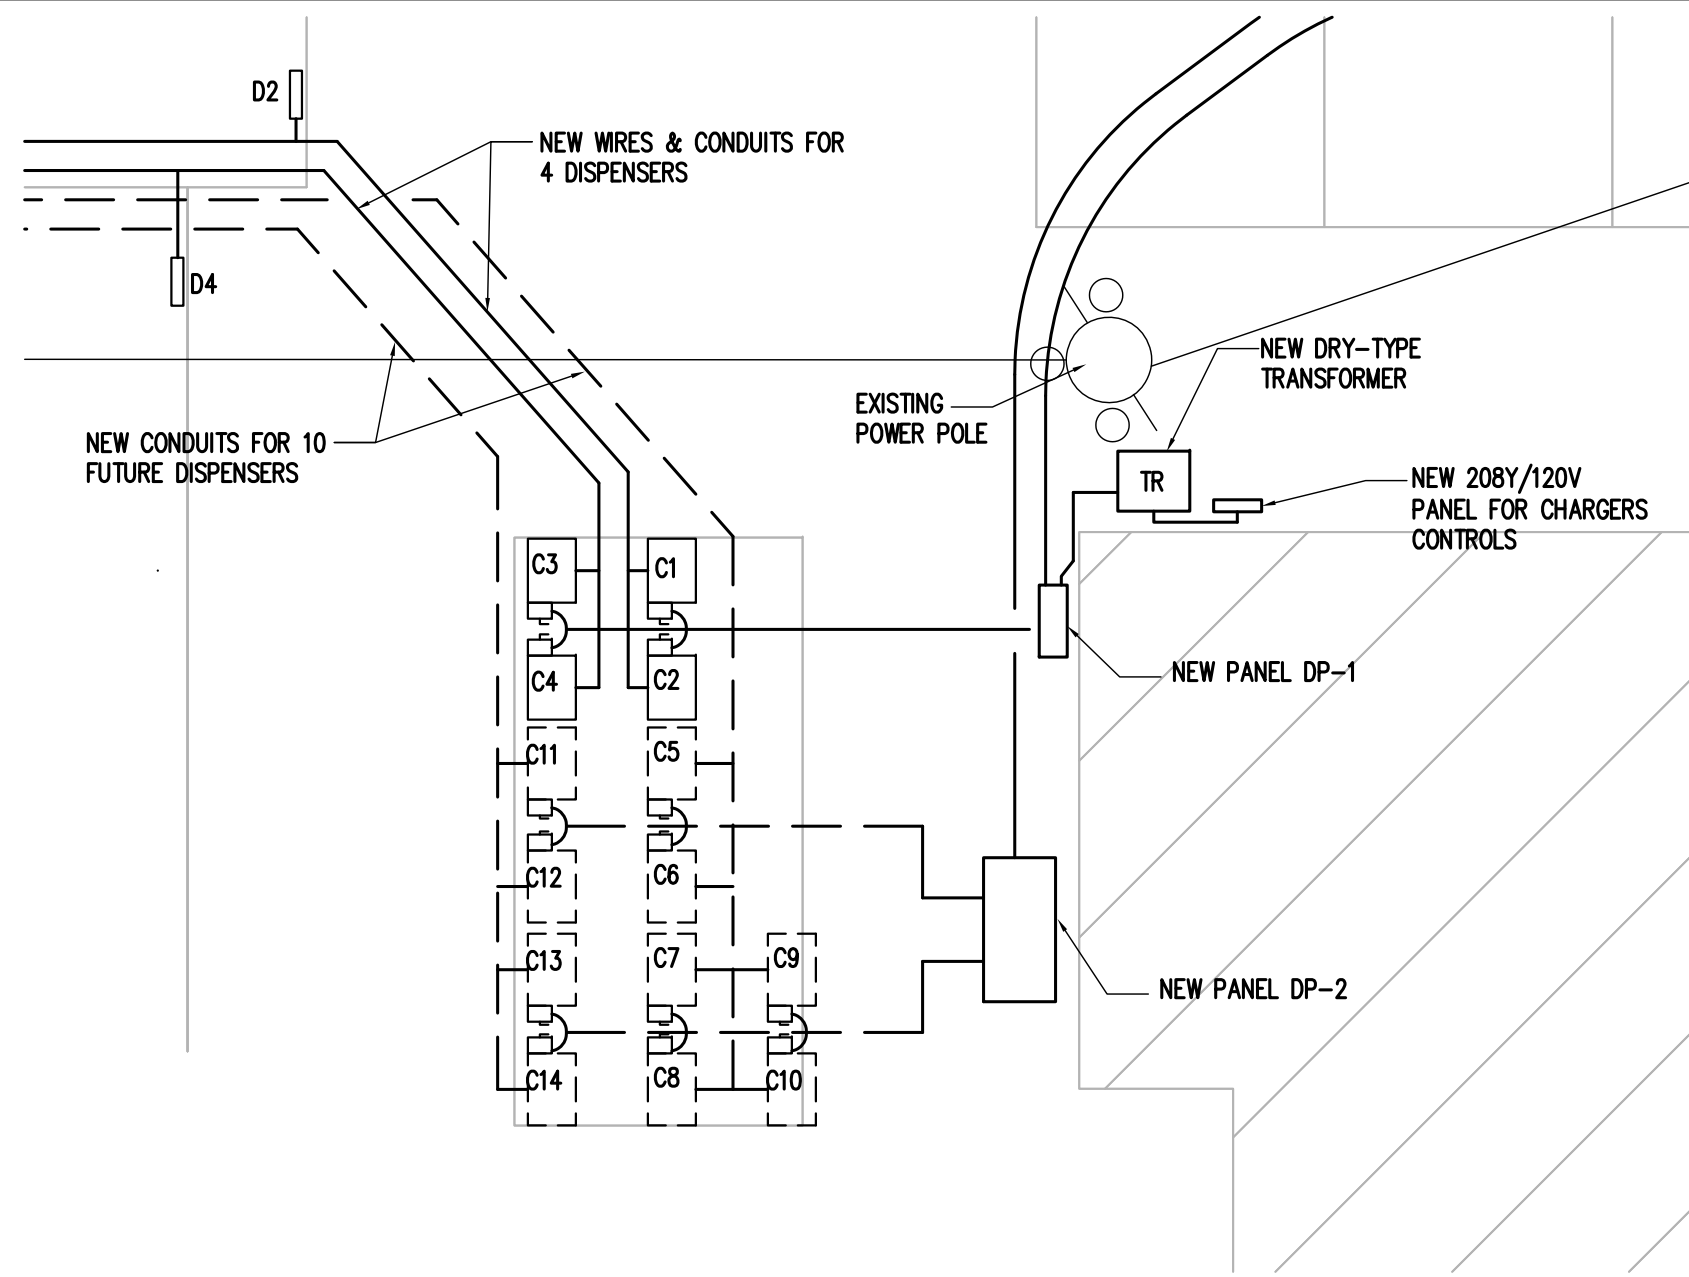 D2
NEW WIRES & CONDUITS FOR
4 DISPENSERS
D4
NEW DRY-TYPE
TRANSFORMER
EXISTING
POWER POLE
NEW CONDUITS FOR 10
FUTURE DISPENSERS
TR
NEW 208Y/120V
PANEL FOR CHARGERS
CONTROLS
C3
C1
C4
C2
NEW PANEL DP-1
C11
C5
C12
C6
C13
C7
C9
NEW PANEL DP-2
C14
C8
C10